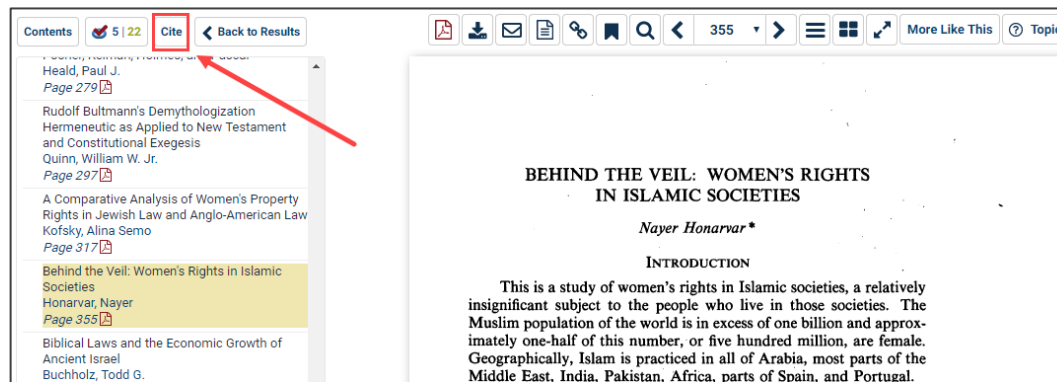 Contents
5 | 22
Cite
Back to Results
355
More Like This
Heald, Paul J.
Page 279
Rudolf Bultmann's Demythologization
Hermeneutic as Applied to New Testament
and Constitutional Exegesis
Quinn, William W. Jr.
Page 297
A Comparative Analysis of Women's Property
Rights in Jewish Law and Anglo-American Law
Kofsky, Alina Semo
Page 317
Behind the Veil: Women's Rights in Islamic
Societies
Honarvar, Nayer
Page 355
Biblical Laws and the Economic Growth of
Ancient Israel
Buchholz, Todd G.
BEHIND THE VEIL: WOMEN'S RIGHTS
IN ISLAMIC SOCIETIES
Nayer Honarvar*
INTRODUCTION
This is a study of women's rights in Islamic societies, a relatively
insignificant subject to the people who live in those societies. The
Muslim population of the world is in excess of one billion and approx-
imately one-half of this number, or five hundred million, are female.
Geographically, Islam is practiced in all of Arabia, most parts of the
Middle East, India, Pakistan, Africa, parts of Spain, and Portugal.